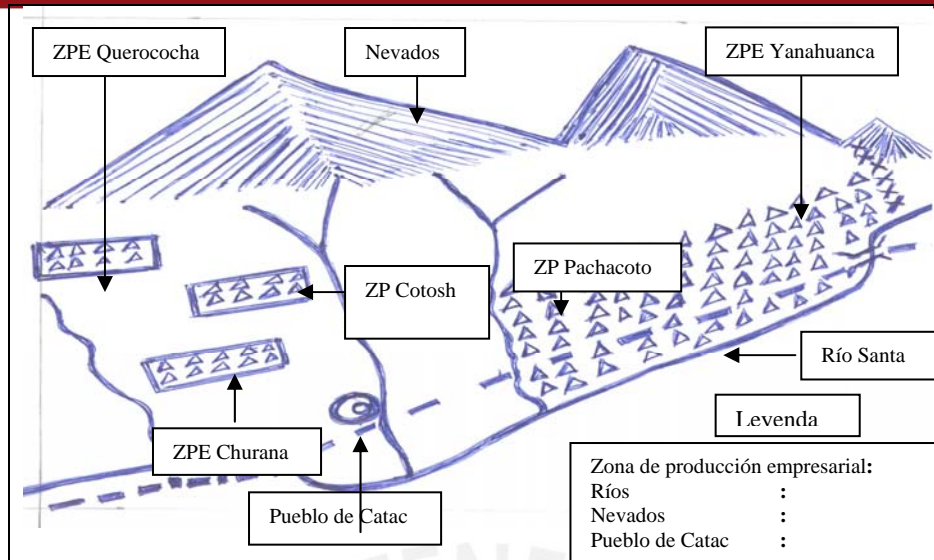 ZPE Querococha
Nevados
ZPE Yanahuanca
ZP Pachacoto
ZP Cotosh
Río Santa
Leyenda
ZPE Churana
Zona de producción empresarial:
Ríos :
Nevados :
Pueblo de Catac :
Pueblo de Catac